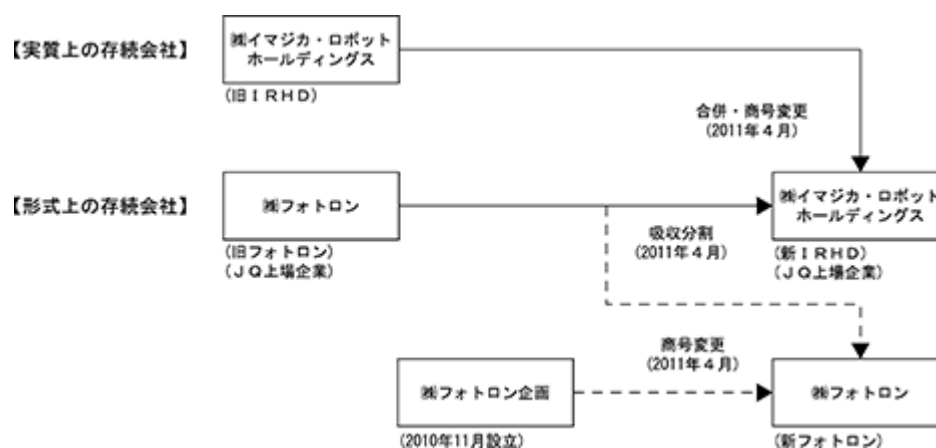 【実質上の存続会社】
㈱イマジカ・ロボット
ホールディングス
(旧ＩＲＨＤ)
合併・商号変更
(2011年４月)
【形式上の存続会社】
㈱フォトロン
(旧フォトロン)
(ＪＱ上場企業)
吸収分割
(2011年４月)
㈱イマジカ・ロボット
ホールディングス
(新ＩＲＨＤ)
(ＪＱ上場企業)
㈱フォトロン企画
(2010年11月設立)
商号変更
(2011年４月)
㈱フォトロン
(新フォトロン)